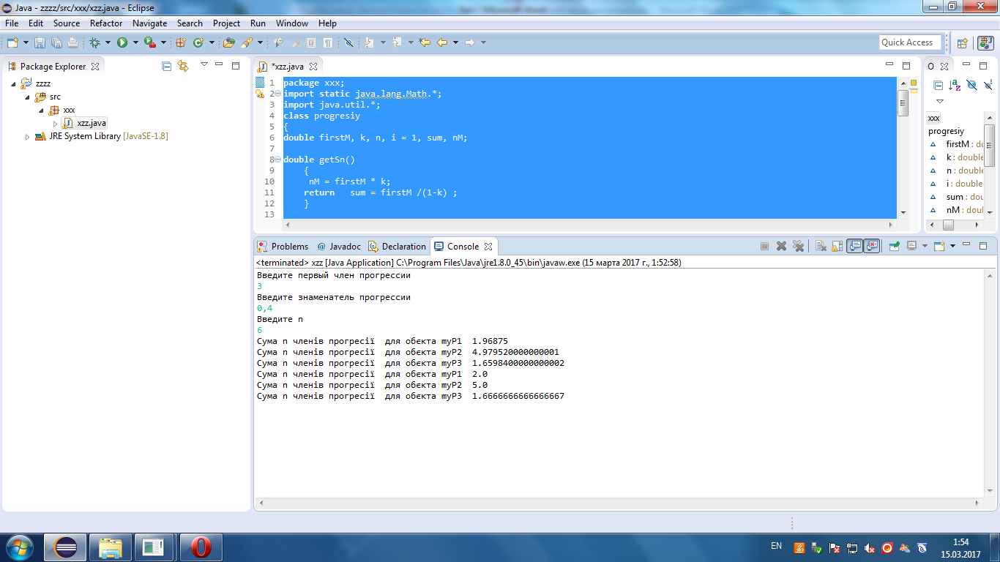 Java - zzzz/src/xxx/xzz.java - Eclipse
File Edit Source Refactor Navigate Search Project Run Window Help
Quick Access
Package Explorer
zzzz
src
xxx
xzz.java
JRE System Library [JavaSE-1.8]
*xzz.java
1 package xxx;
2 import static java.lang.Math.*;
3 import java.util.*;
4 class progresiy
5 {
6 double firstM, k, n, i = 1, sum, nM;
7
8 double getSn()
9 {
10 nM = firstM * k;
11 return sum = firstM /(1-k) ;
12 }
13
O
xxx
progresiy
firstM : do
k : double
n : double
i : double
sum : doub
nM : doul
Problems @ Javadoc Declaration Console
<terminated> xzz [Java Application] C:\Program Files\Java\jre1.8.0_45\bin\javaw.exe (15 марта 2017 г., 1:52:58)
Введите первый член прогрессии
3
Введите знаменатель прогрессии
0,4
Введите n
6
Сума n членів прогресії для обєкта myP1 1.96875
Сума n членів прогресії для обєкта myP2 4.979520000000001
Сума n членів прогресії для обєкта myP3 1.6598400000000002
Сума n членів прогресії для обєкта myP1 2.0
Сума n членів прогресії для обєкта myP2 5.0
Сума n членів прогресії для обєкта myP3 1.6666666666666667
EN
1:54
15.03.2017